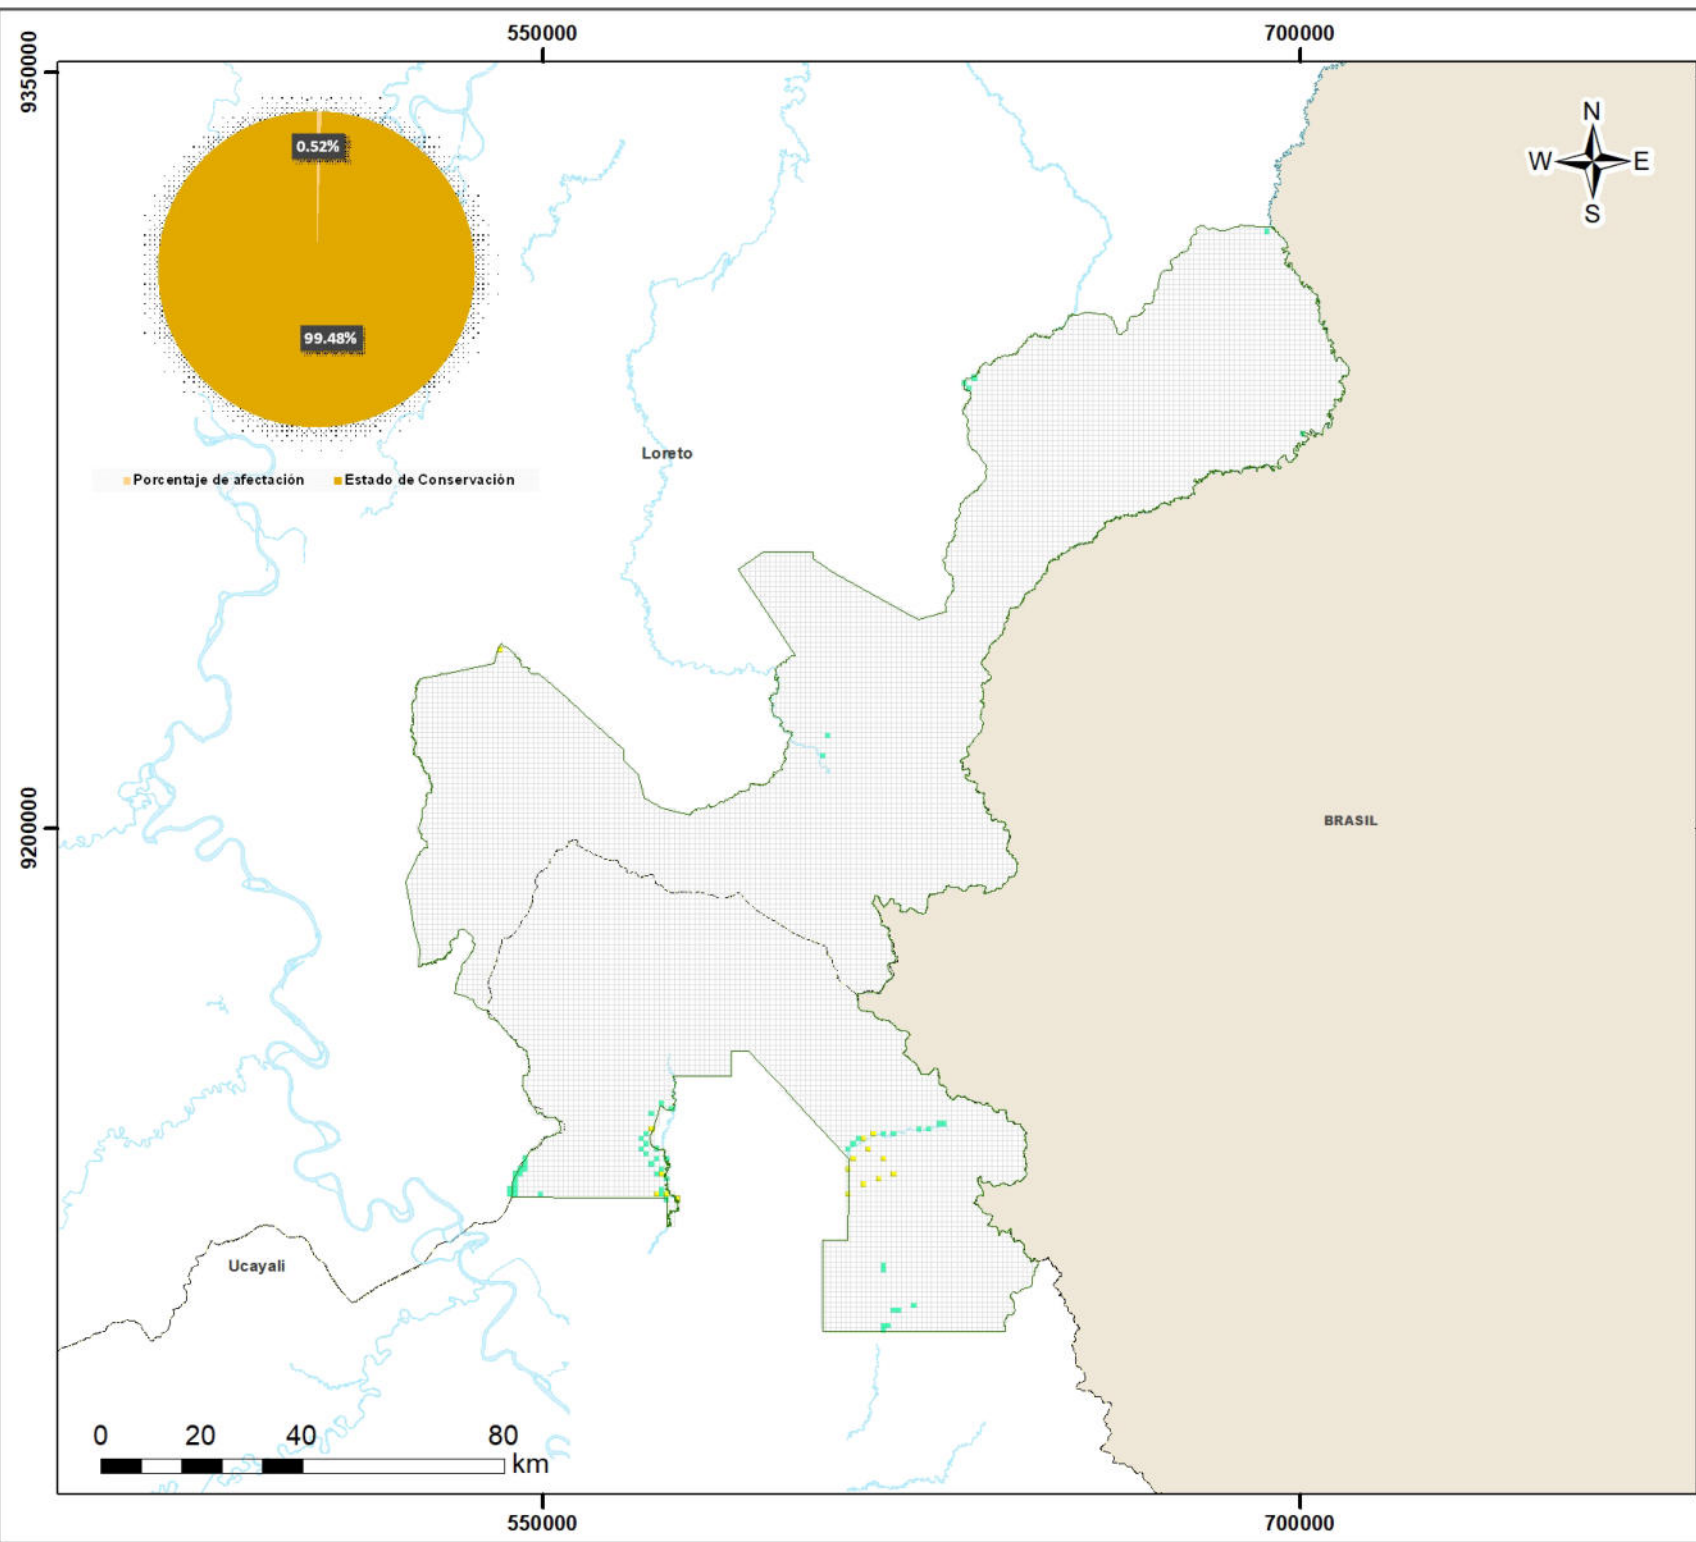 550000 700000
9350000
N
W E
S
0.52%
99.48%
Porcentaje de afectación Estado de Conservación
Loreto
9200000
BRASIL
Ucayali
0 20 40 80
km
550000 700000